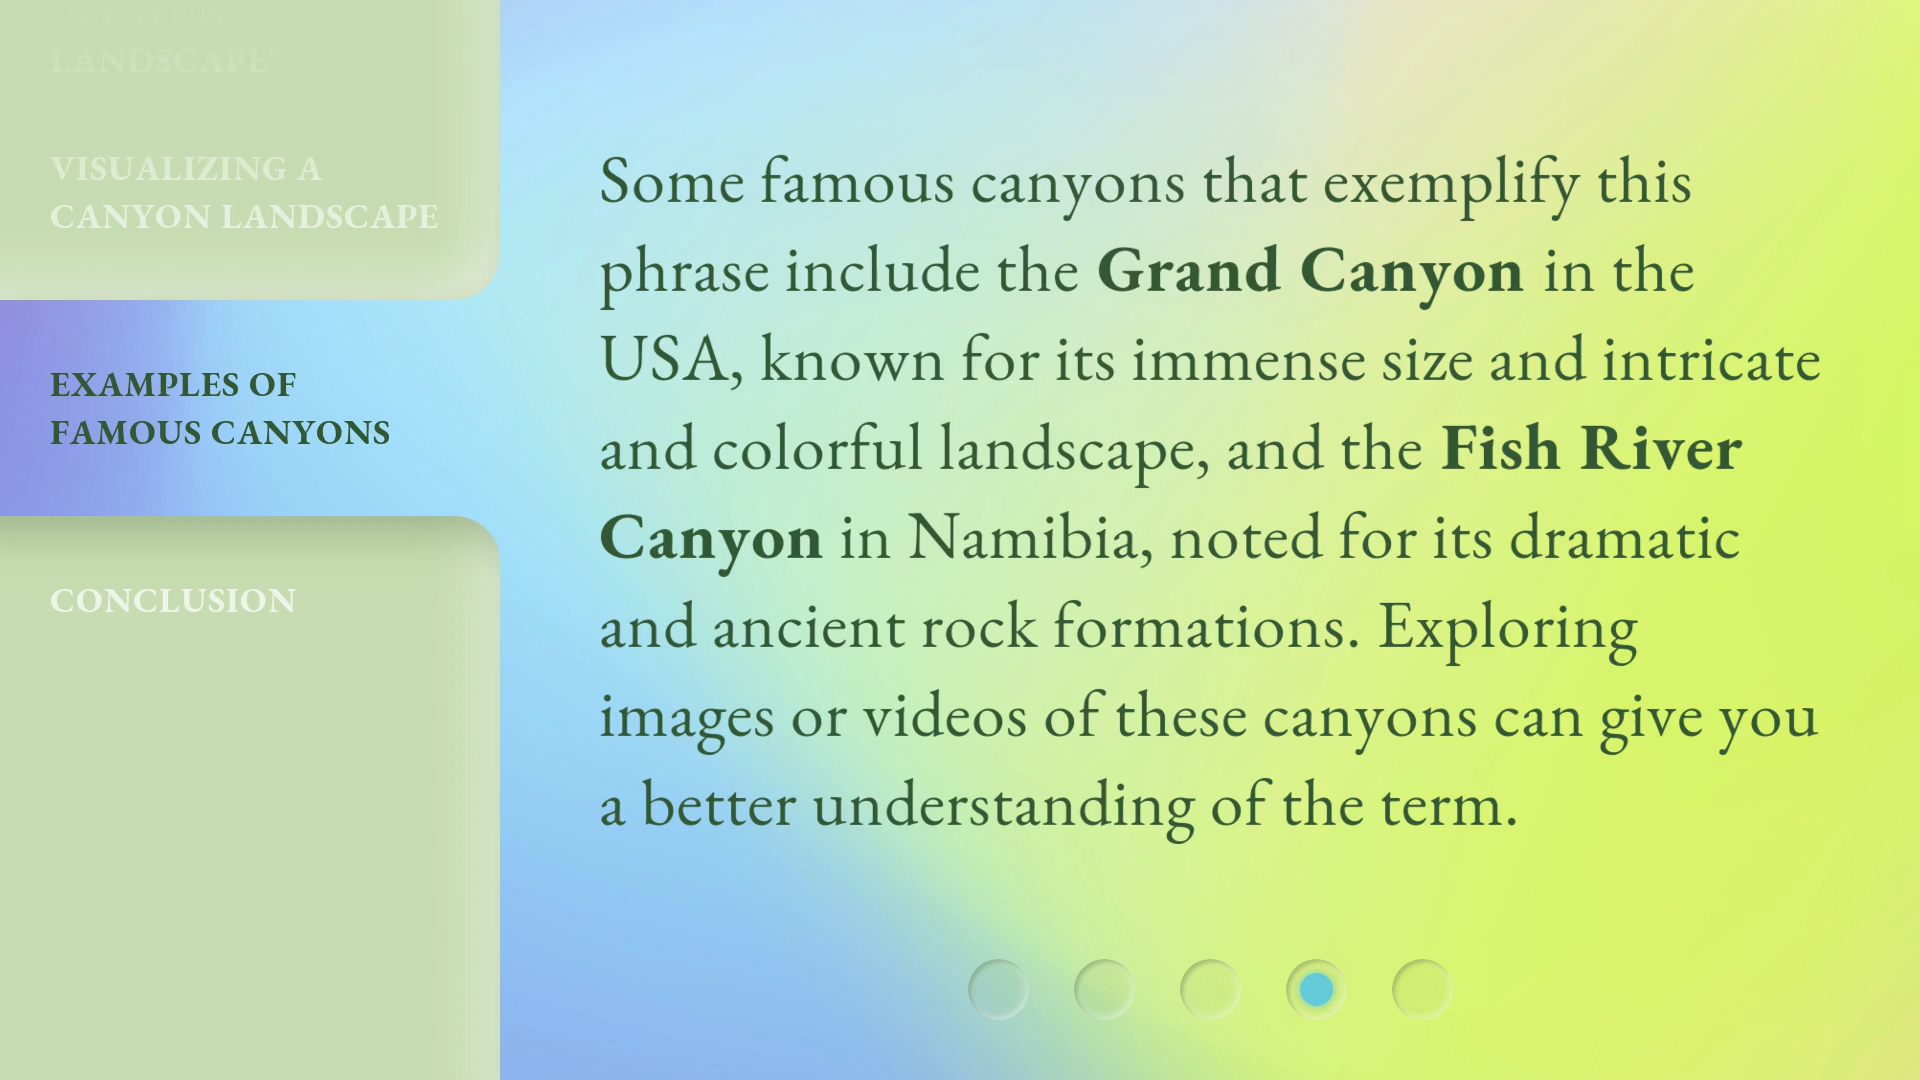 "CANYON
LANDSCAPE"
VISUALIZING A
CANYON LANDSCAPE
EXAMPLES OF
FAMOUS CANYONS
CONCLUSION
Some famous canyons that exemplify this
phrase include the Grand Canyon in the
USA, known for its immense size and intricate
and colorful landscape, and the Fish River
Canyon in Namibia, noted for its dramatic
and ancient rock formations. Exploring
images or videos of these canyons can give you
a better understanding of the term.